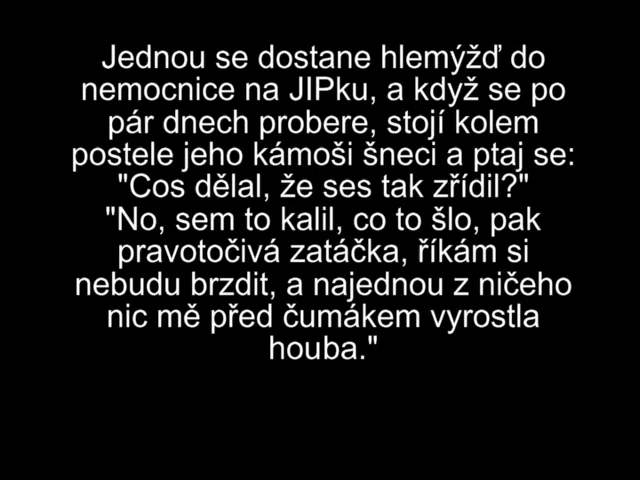 Jednou se dostane hlemýžď do
nemocnice na JIPku, a když se po
pár dnech probere, stojí kolem
postele jeho kámoši šneci a ptaj se:
"Cos dělal, že ses tak zřídil?"
"No, sem to kalil, co to šlo, pak
pravotočivá zatáčka, říkám si
nebudu brzdit, a najednou z ničeho
nic mě před čumákem vyrostla
houba."